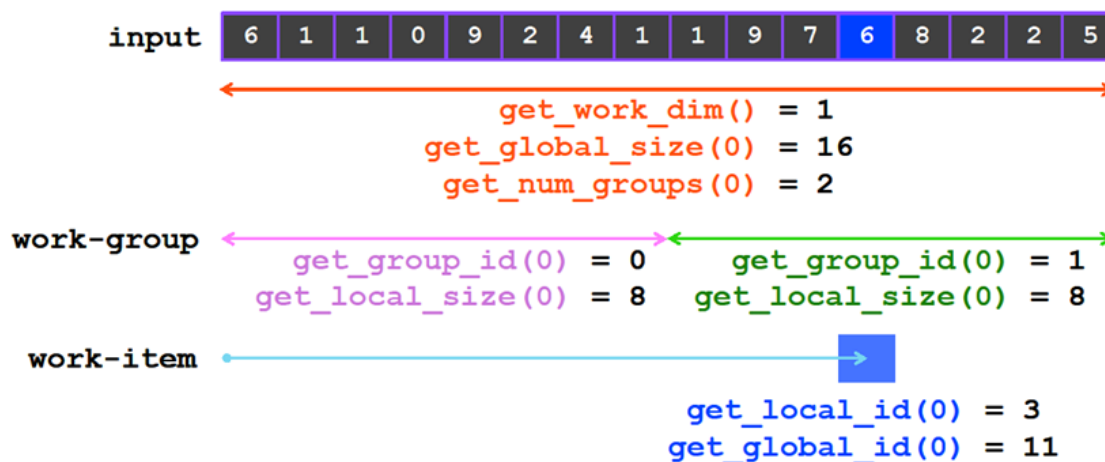 input 6 1 1 0 9 2 4 1 1 9 7 6 8 2 2 5
get_work_dim() = 1
get_global_size(0) = 16
get_num_groups(0) = 2
work-group
get_group_id(0) = 0 get_group_id(0) = 1
get_local_size(0) = 8 get_local_size(0) = 8
work-item
get_local_id(0) = 3
get_global_id(0) = 11